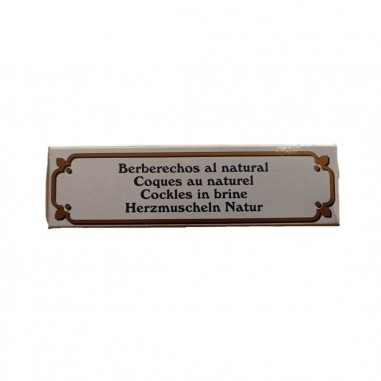 Berberechos al natural
Coques au naturel
Cockles in brine
Herzmuscheln Natur